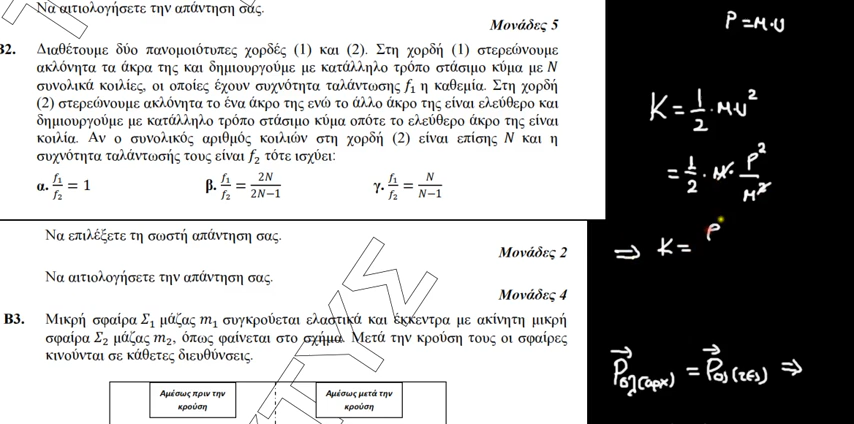 Να αιτιολογήσετε την απάντηση σας.
Μονάδες 5
B2. Διαθέτουμε δύο πανομοιότυπες χορδές (1) και (2). Στη χορδή (1) στερεώνουμε
ακλόνητα τα άκρα της και δημιουργούμε με κατάλληλο τρόπο στάσιμο κύμα με N
συνολικά κοιλίες, οι οποίες έχουν συχνότητα ταλάντωσης f₁ η καθεμία. Στη χορδή
(2) στερεώνουμε ακλόνητα το ένα άκρο της ενώ το άλλο άκρο της είναι ελεύθερο και
δημιουργούμε με κατάλληλο τρόπο στάσιμο κύμα οπότε το ελεύθερο άκρο της είναι
κοιλία. Αν ο συνολικός αριθμός κοιλιών στη χορδή (2) είναι επίσης N και η
συχνότητα ταλάντωσής τους είναι f₂ τότε ισχύει:
α. f₁/f₂ = 1 β. f₁/f₂ = 2N/2N−1 γ. f₁/f₂ = N/N−1
Να επιλέξετε τη σωστή απάντηση σας.
Μονάδες 2
Να αιτιολογήσετε την απάντηση σας.
Μονάδες 4
B3. Μικρή σφαίρα Σ₁ μάζας m₁ συγκρούεται ελαστικά και έκκεντρα με ακίνητη μικρή
σφαίρα Σ₂ μάζας m₂, όπως φαίνεται στο σχήμα. Μετά την κρούση τους οι σφαίρες
κινούνται σε κάθετες διευθύνσεις.
Αμέσως πριν την
κρούση
Αμέσως μετά την
κρούση
P = M·U
K = 1/2 · M·U²
= 1/2 · M · P²/M²
⇒ K = P
P⃗ολ(αρχ) = P⃗ολ(τελ) ⇒